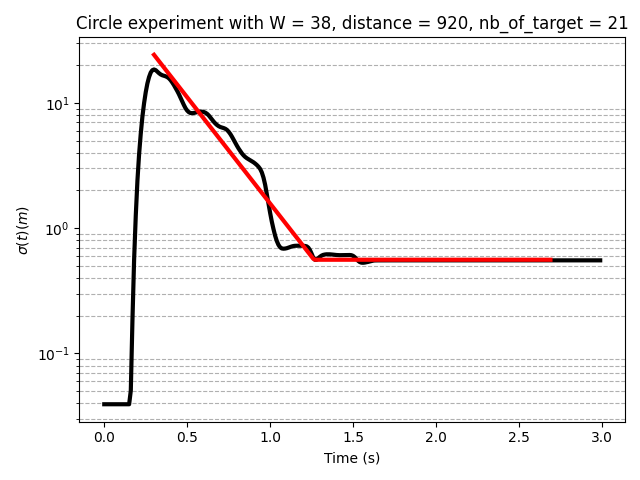 Circle experiment with W = 38, distance = 920, nb_of_target = 21
σ(t)(m)
10¹
10⁰
10⁻¹
0.0 0.5 1.0 1.5 2.0 2.5 3.0
Time (s)